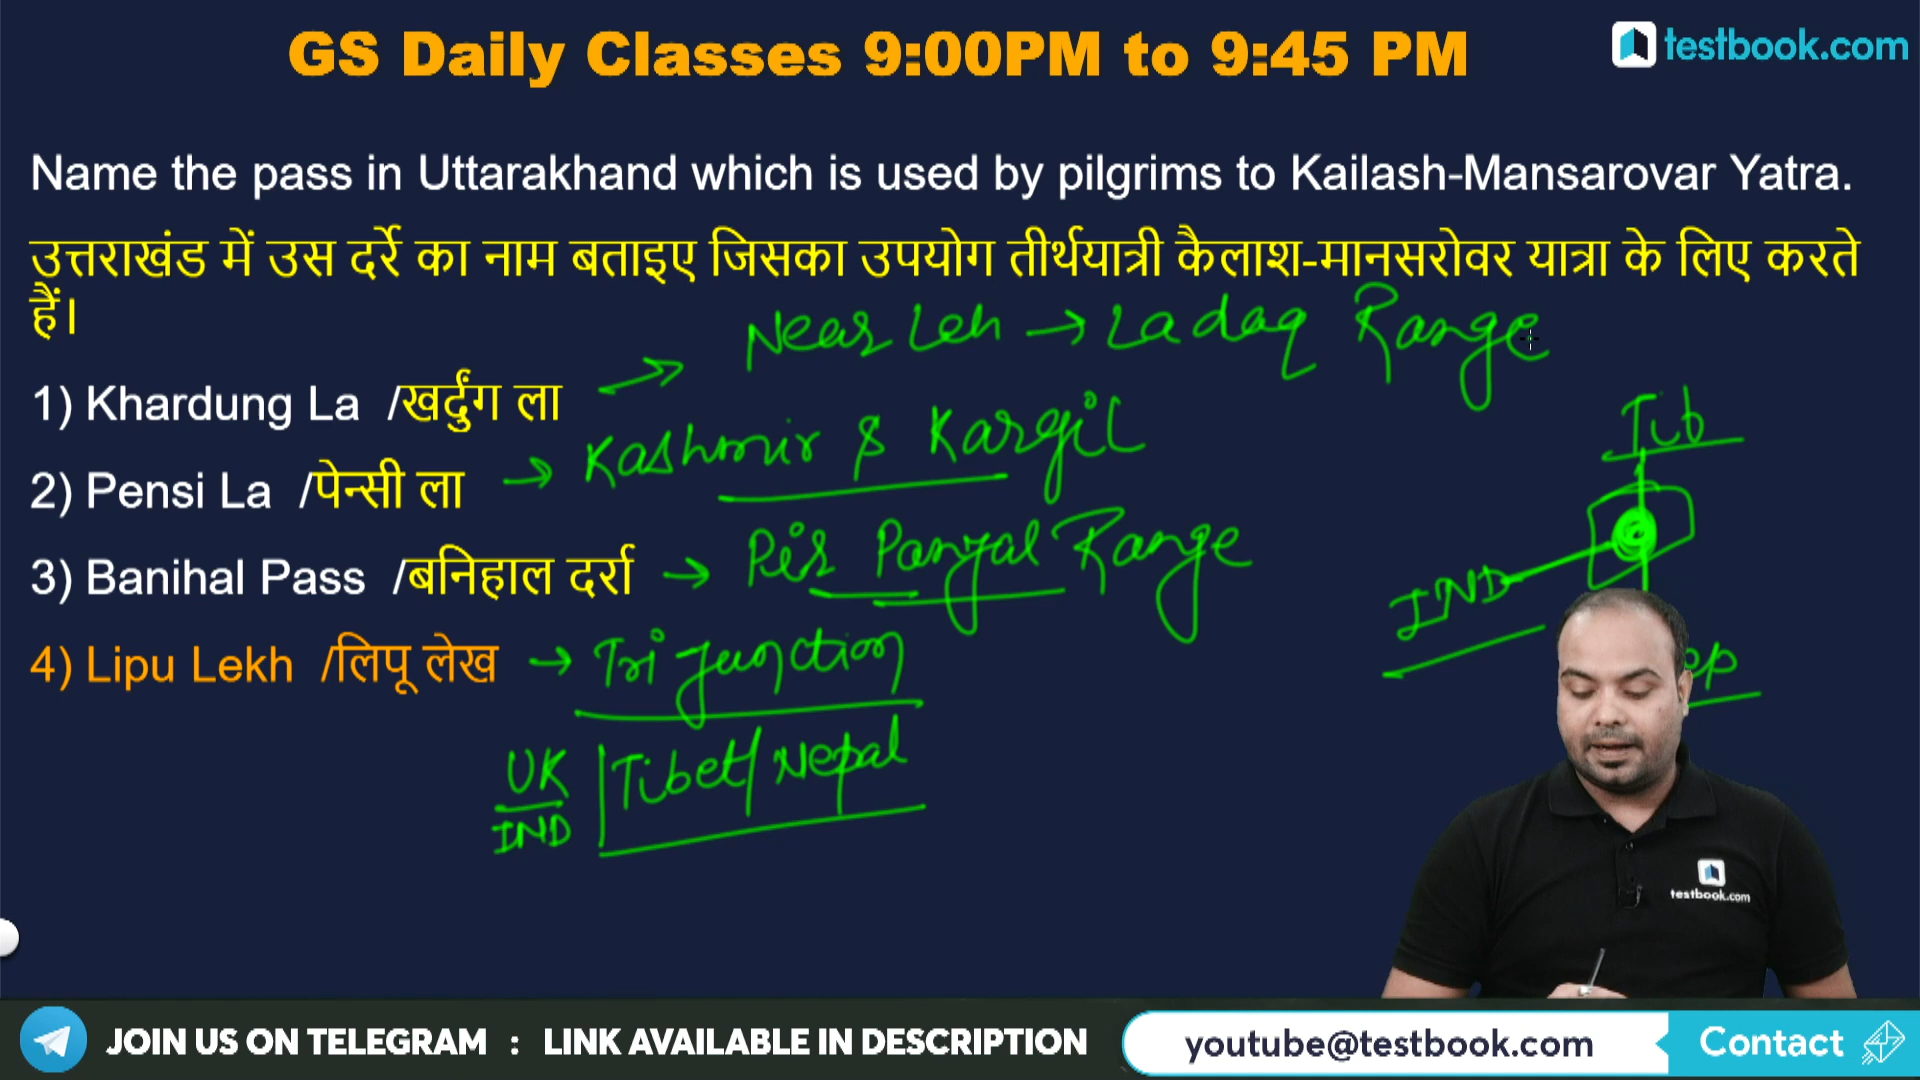 GS Daily Classes 9:00PM to 9:45 PM
testbook.com
Name the pass in Uttarakhand which is used by pilgrims to Kailash-Mansarovar Yatra.
उत्तराखंड में उस दर्रे का नाम बताइए जिसका उपयोग तीर्थयात्री कैलाश-मानसरोवर यात्रा के लिए करते
हैं।
Near Leh → Ladaq Range
1) Khardung La /खर्दुंग ला →
2) Pensi La /पेन्सी ला → Kashmir & Kargil
3) Banihal Pass /बनिहाल दर्रा → Pir Panjal Range
4) Lipu Lekh /लिपू लेख → Tri Junction
UK | Tibet/Nepal
IND
Tib
IND
ep
testbook.com
JOIN US ON TELEGRAM : LINK AVAILABLE IN DESCRIPTION
youtube@testbook.com
Contact